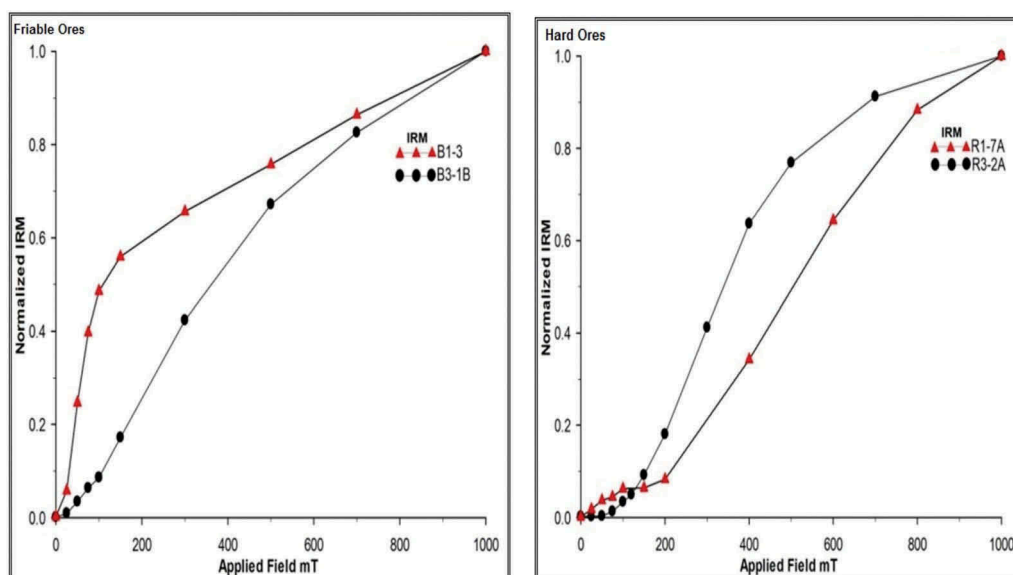 Friable Ores
1.0
0.8
0.6
0.4
0.2
0.0
Normalized IRM
IRM
B1-3
B3-1B
0
200
400
600
800
1000
Applied Field mT
Hard Ores
1.0
0.8
0.6
0.4
0.2
0.0
Normalized IRM
IRM
R1-7A
R3-2A
0
200
400
600
800
1000
Applied Field mT